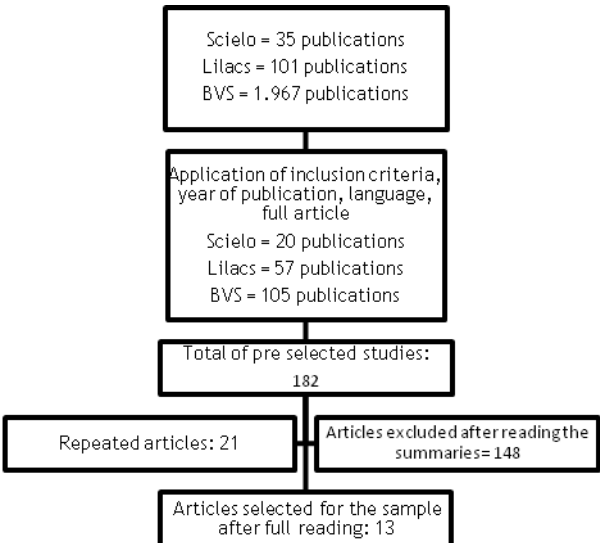 Scielo = 35 publications
Lilacs = 101 publications
BVS = 1.967 publications
Application of inclusion criteria,
year of publication, language,
full article
Scielo = 20 publications
Lilacs = 57 publications
BVS = 105 publications
Total of pre selected studies:
182
Repeated articles: 21
Articles excluded after reading the
summaries= 148
Articles selected for the sample
after full reading: 13